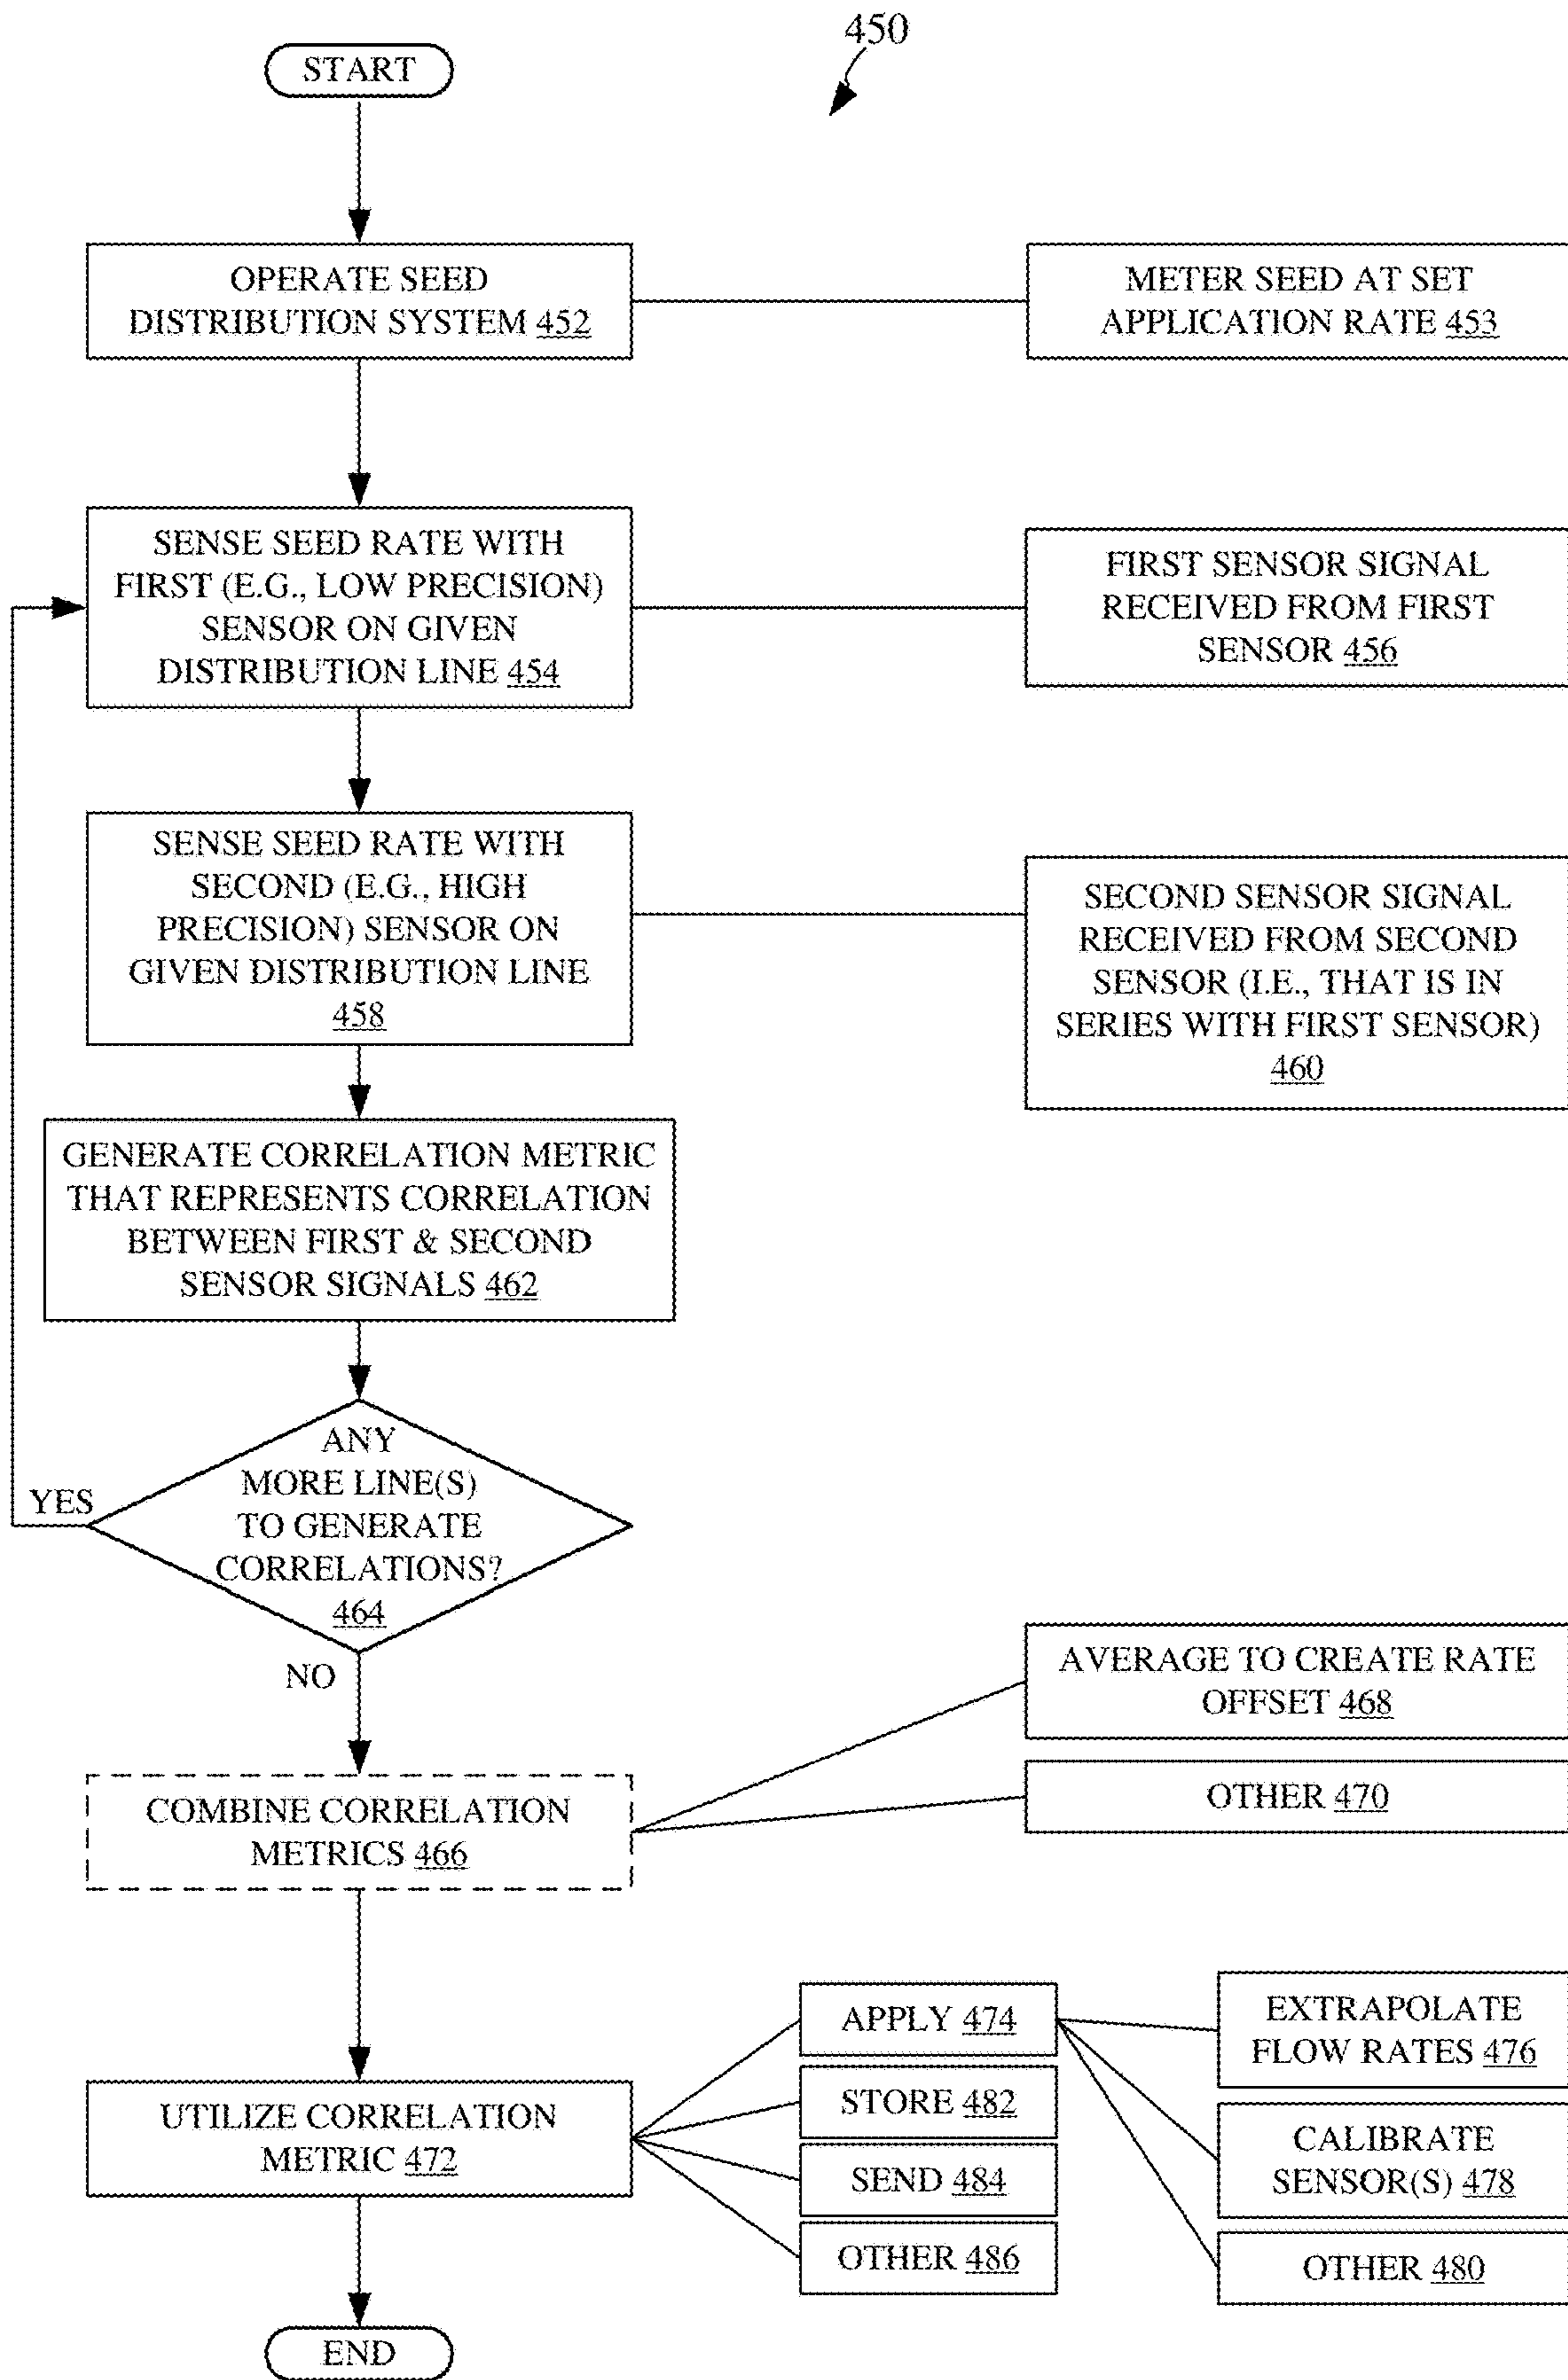 450
START
OPERATE SEED
DISTRIBUTION SYSTEM 452
METER SEED AT SET
APPLICATION RATE 453
SENSE SEED RATE WITH
FIRST (E.G., LOW PRECISION)
SENSOR ON GIVEN
DISTRIBUTION LINE 454
FIRST SENSOR SIGNAL
RECEIVED FROM FIRST
SENSOR 456
SENSE SEED RATE WITH
SECOND (E.G., HIGH
PRECISION) SENSOR ON
GIVEN DISTRIBUTION LINE
458
SECOND SENSOR SIGNAL
RECEIVED FROM SECOND
SENSOR (I.E., THAT IS IN
SERIES WITH FIRST SENSOR)
460
GENERATE CORRELATION METRIC
THAT REPRESENTS CORRELATION
BETWEEN FIRST & SECOND
SENSOR SIGNALS 462
ANY
MORE LINE(S)
TO GENERATE
CORRELATIONS?
464
YES
NO
AVERAGE TO CREATE RATE
OFFSET 468
OTHER 470
COMBINE CORRELATION
METRICS 466
UTILIZE CORRELATION
METRIC 472
APPLY 474
STORE 482
SEND 484
OTHER 486
EXTRAPOLATE
FLOW RATES 476
CALIBRATE
SENSOR(S) 478
OTHER 480
END